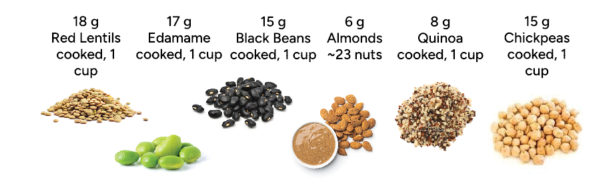 18 g
Red Lentils
cooked, 1
cup
17 g
Edamame
cooked, 1 cup
15 g
Black Beans
cooked, 1 cup
6 g
Almonds
~23 nuts
8 g
Quinoa
cooked, 1 cup
15 g
Chickpeas
cooked, 1
cup